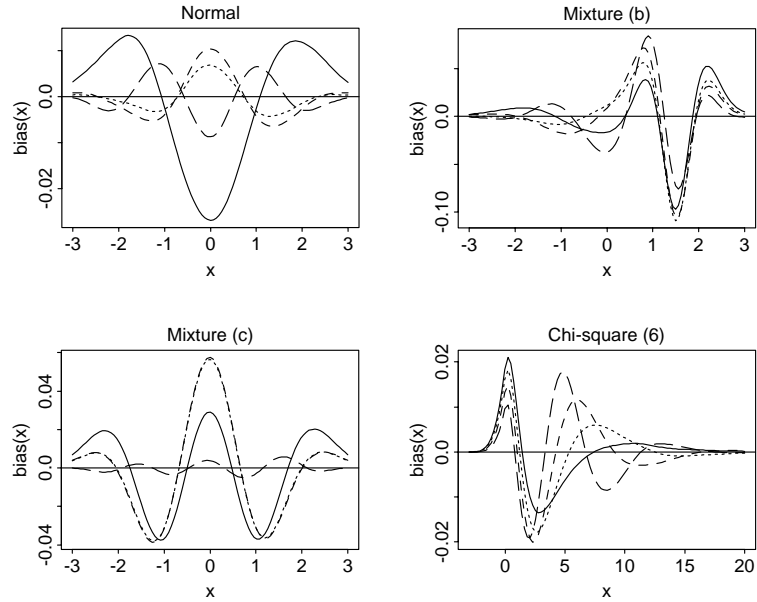 Normal
bias(x)
0.0
-0.02
-3 -2 -1 0 1 2 3
x
Mixture (b)
bias(x)
0.0
-0.10
-3 -2 -1 0 1 2 3
x
Mixture (c)
bias(x)
0.04
0.0
-0.04
-3 -2 -1 0 1 2 3
x
Chi-square (6)
bias(x)
0.02
0.0
-0.02
0 5 10 15 20
x